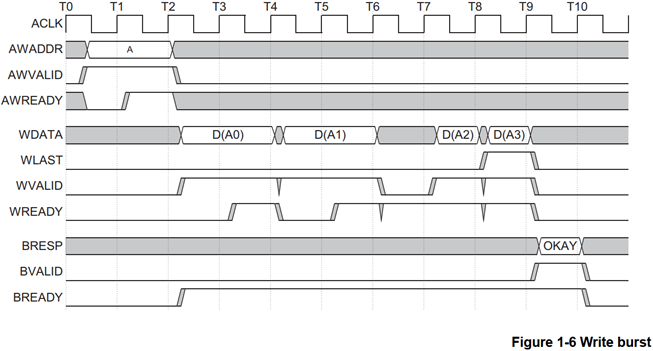 T0 T1 T2 T3 T4 T5 T6 T7 T8 T9 T10
ACLK
AWADDR A
AWVALID
AWREADY
WDATA D(A0) D(A1) D(A2) D(A3)
WLAST
WVALID
WREADY
BRESP OKAY
BVALID
BREADY
Figure 1-6 Write burst